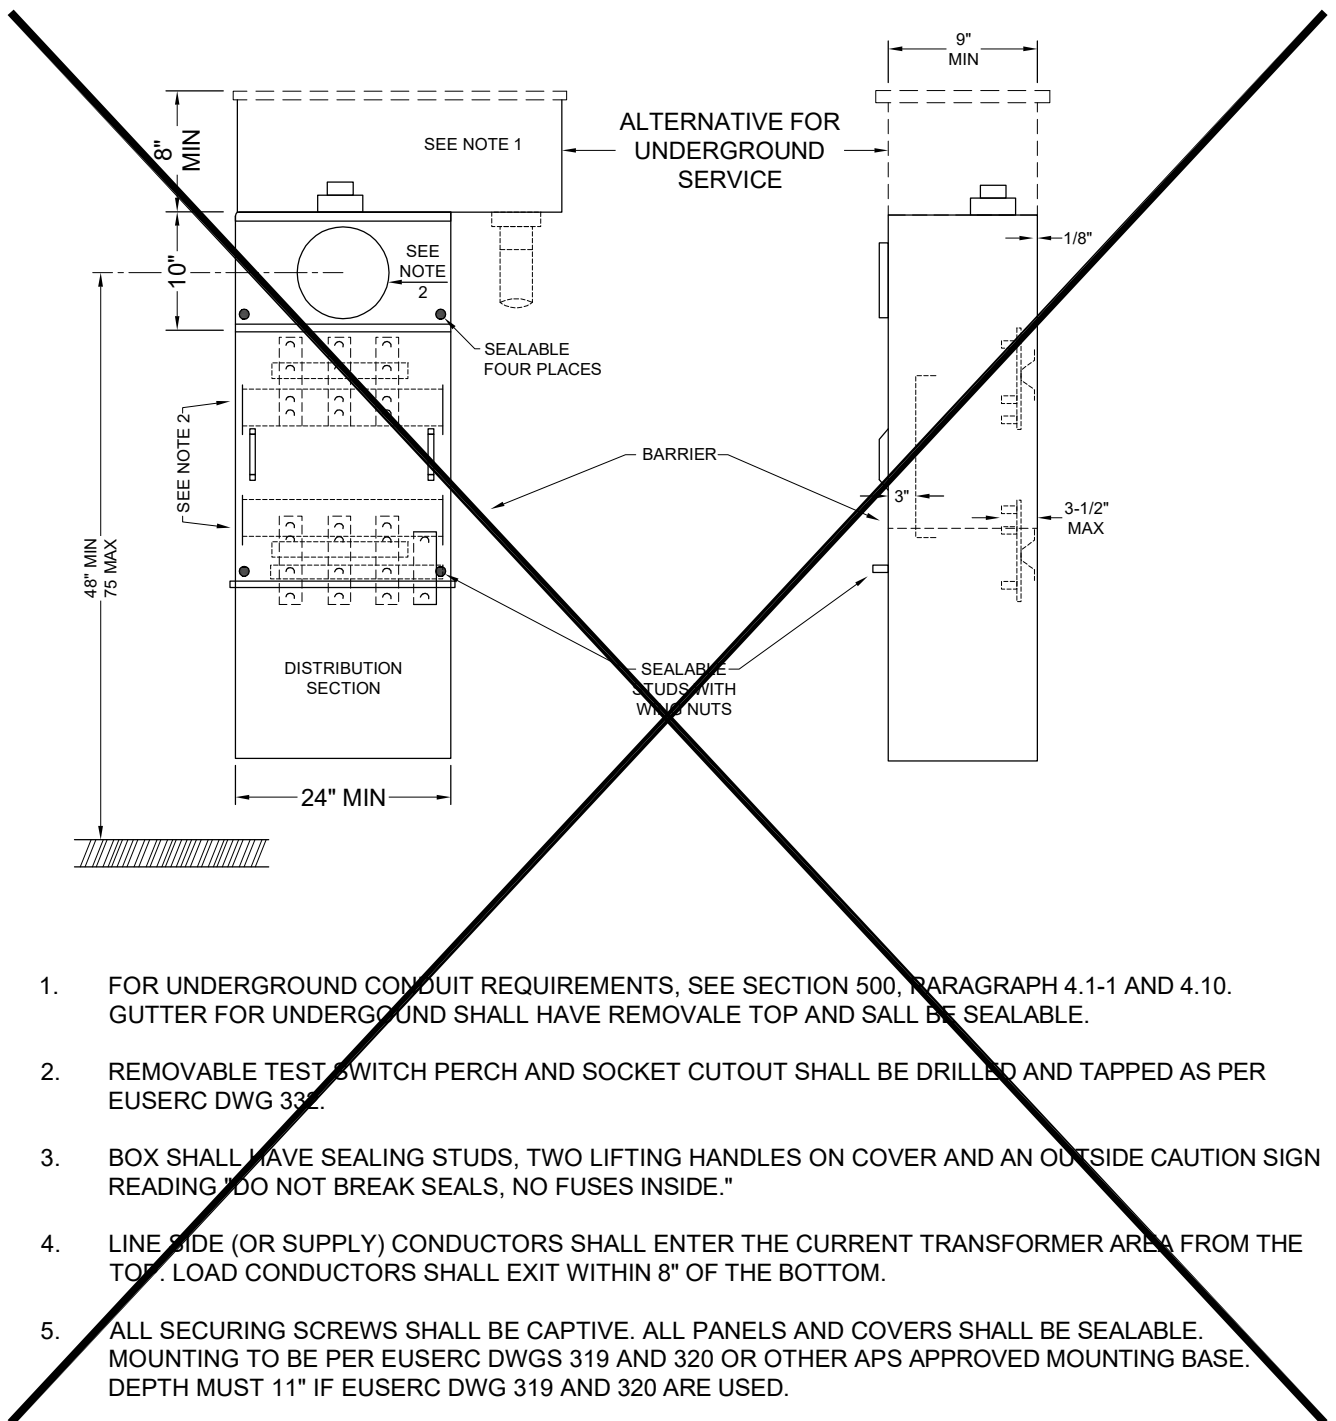 9"
MIN
8"
MIN
SEE NOTE 1
ALTERNATIVE FOR
UNDERGROUND
SERVICE
1/8"
10"
SEE
NOTE
2
SEALABLE
FOUR PLACES
SEE NOTE 2
BARRIER
3"
3-1/2"
MAX
48" MIN
75 MAX
DISTRIBUTION
SECTION
SEALABLE
STUDS WITH
WING NUTS
24" MIN
1. FOR UNDERGROUND CONDUIT REQUIREMENTS, SEE SECTION 500, PARAGRAPH 4.1-1 AND 4.10.
GUTTER FOR UNDERGOUND SHALL HAVE REMOVALE TOP AND SALL BE SEALABLE.
2. REMOVABLE TEST SWITCH PERCH AND SOCKET CUTOUT SHALL BE DRILLED AND TAPPED AS PER
EUSERC DWG 332.
3. BOX SHALL HAVE SEALING STUDS, TWO LIFTING HANDLES ON COVER AND AN OUTSIDE CAUTION SIGN
READING "DO NOT BREAK SEALS, NO FUSES INSIDE."
4. LINE SIDE (OR SUPPLY) CONDUCTORS SHALL ENTER THE CURRENT TRANSFORMER AREA FROM THE
TOP. LOAD CONDUCTORS SHALL EXIT WITHIN 8" OF THE BOTTOM.
5. ALL SECURING SCREWS SHALL BE CAPTIVE. ALL PANELS AND COVERS SHALL BE SEALABLE.
MOUNTING TO BE PER EUSERC DWGS 319 AND 320 OR OTHER APS APPROVED MOUNTING BASE.
DEPTH MUST 11" IF EUSERC DWG 319 AND 320 ARE USED.